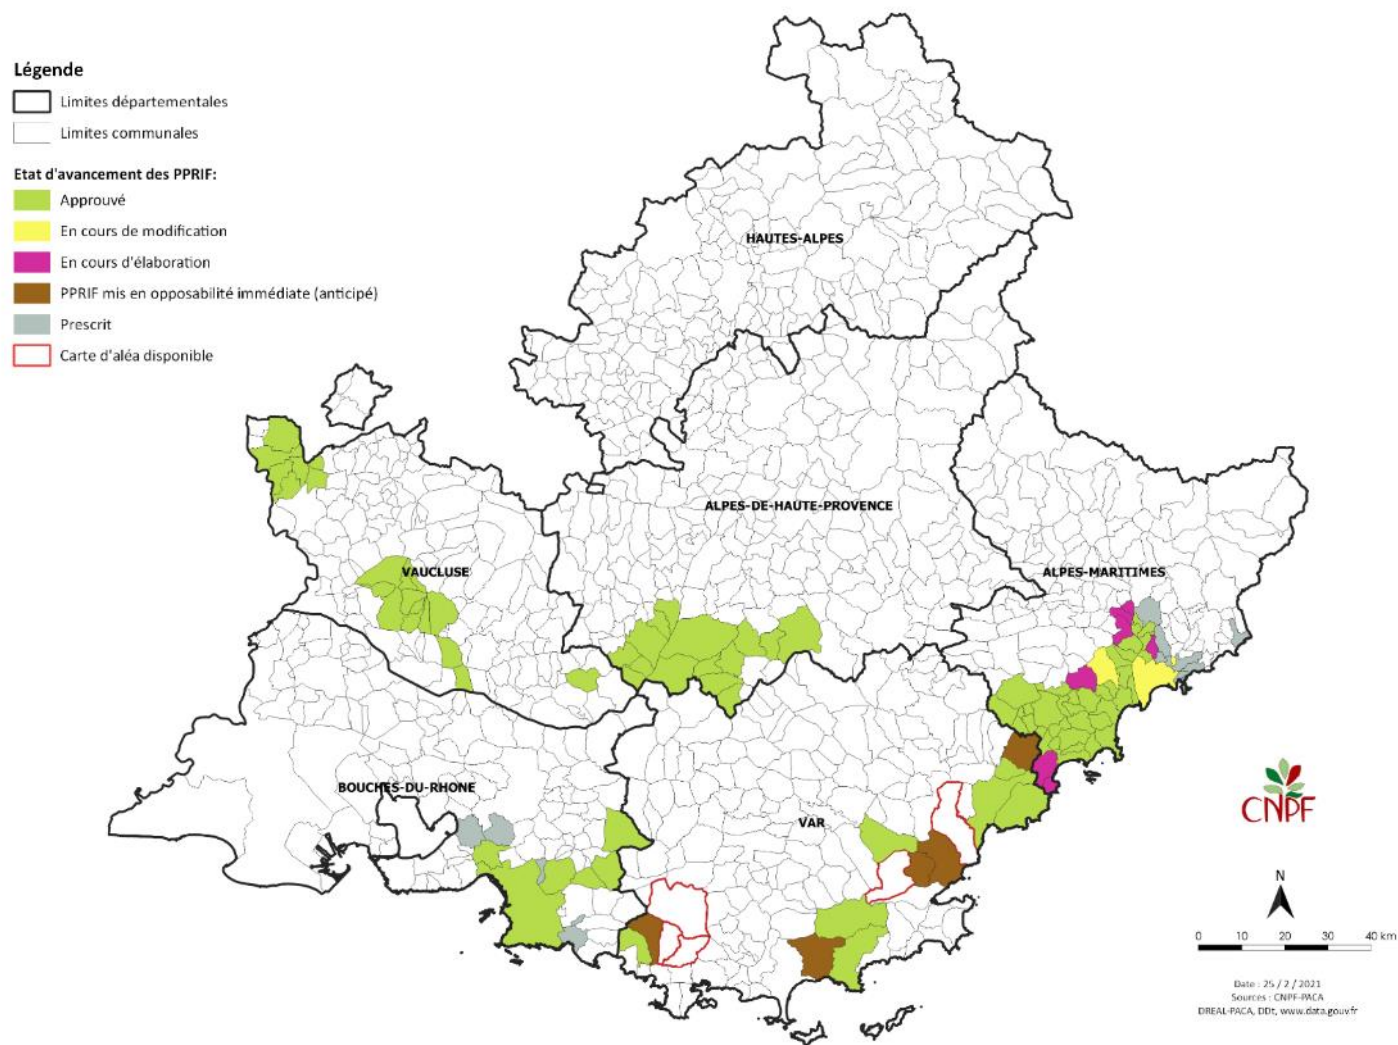 Légende
Limites départementales
Limites communales
Etat d'avancement des PPRIF:
Approuvé
En cours de modification
En cours d'élaboration
PPRIF mis en opposabilité immédiate (anticipé)
Prescrit
Carte d'aléa disponible
HAUTES-ALPES
ALPES-DE-HAUTE-PROVENCE
VAUCLUSE
ALPES-MARITIMES
BOUCHES-DU-RHONE
VAR
CNPF
N
0 10 20 30 40 km
Date : 25 / 2 / 2021
Sources : CNPF-PACA
DREAL-PACA, DDt, www.data.gouv.fr